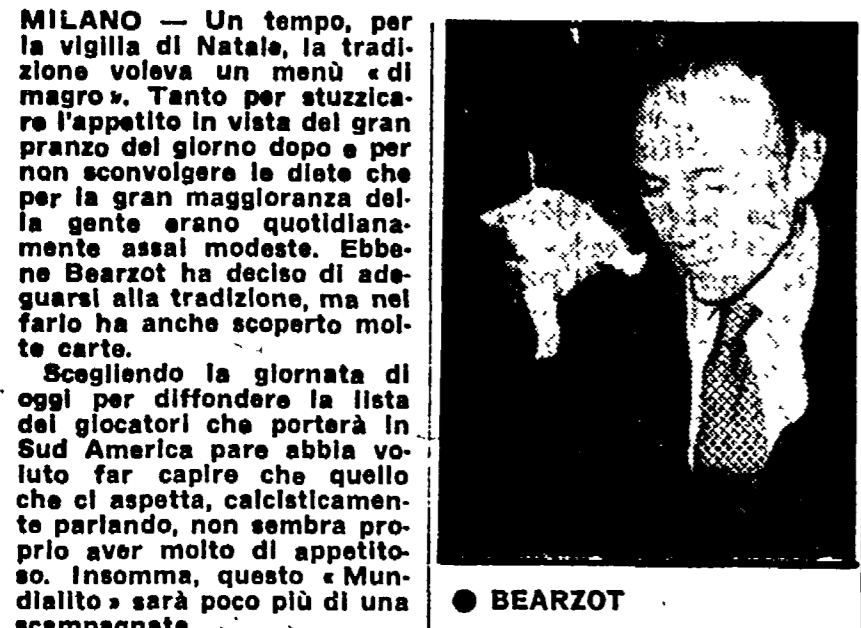 MILANO — Un tempo, per
la vigilia di Natale, la tradi-
zione voleva un menù «di
magro». Tanto per stuzzica-
re l'appetito in vista del gran
pranzo del giorno dopo e per
non sconvolgere le diete che
per la gran maggioranza del-
la gente erano quotidiana-
mente assai modeste. Ebbe-
ne Bearzot ha deciso di ade-
guarsi alla tradizione, ma nel
farlo ha anche scoperto mol-
te carte.
Scegliendo la giornata di
oggi per diffondere la lista
dei giocatori che porterà in
Sud America pare abbia vo-
luto far capire che quello
che ci aspetta, calcisticamen-
te parlando, non sembra pro-
prio aver molto di appetito-
so. Insomma, questo «Mun-
dialito» sarà poco più di una
scampagnata
● BEARZOT